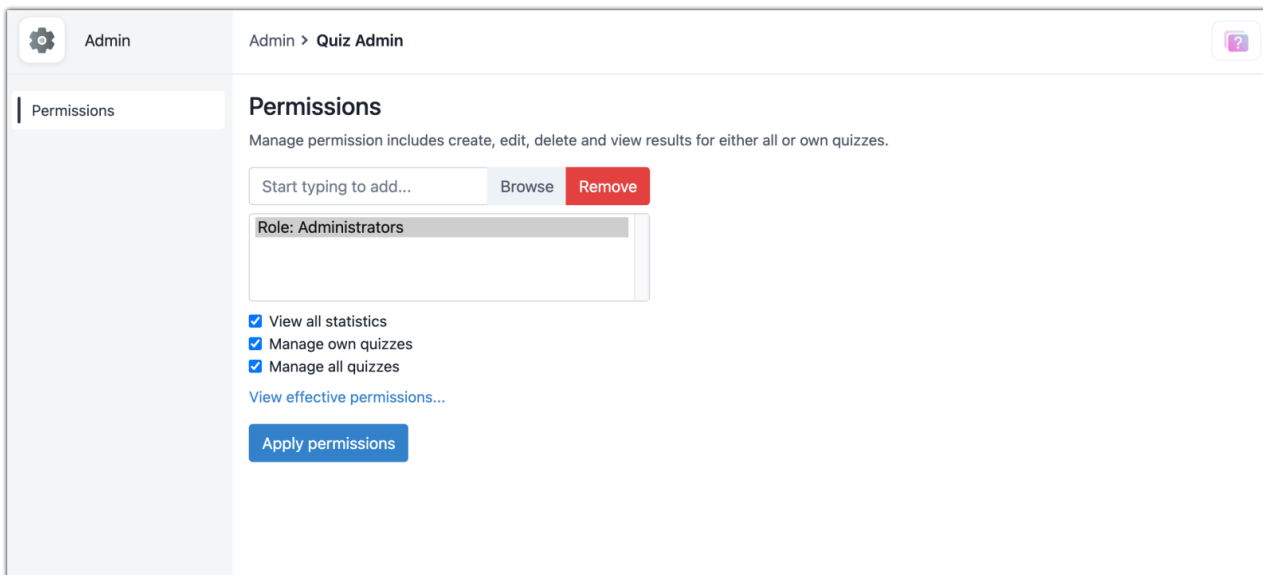 Admin
Admin > Quiz Admin
?
Permissions
Permissions
Manage permission includes create, edit, delete and view results for either all or own quizzes.
Start typing to add... Browse Remove
Role: Administrators
View all statistics
Manage own quizzes
Manage all quizzes
View effective permissions...
Apply permissions